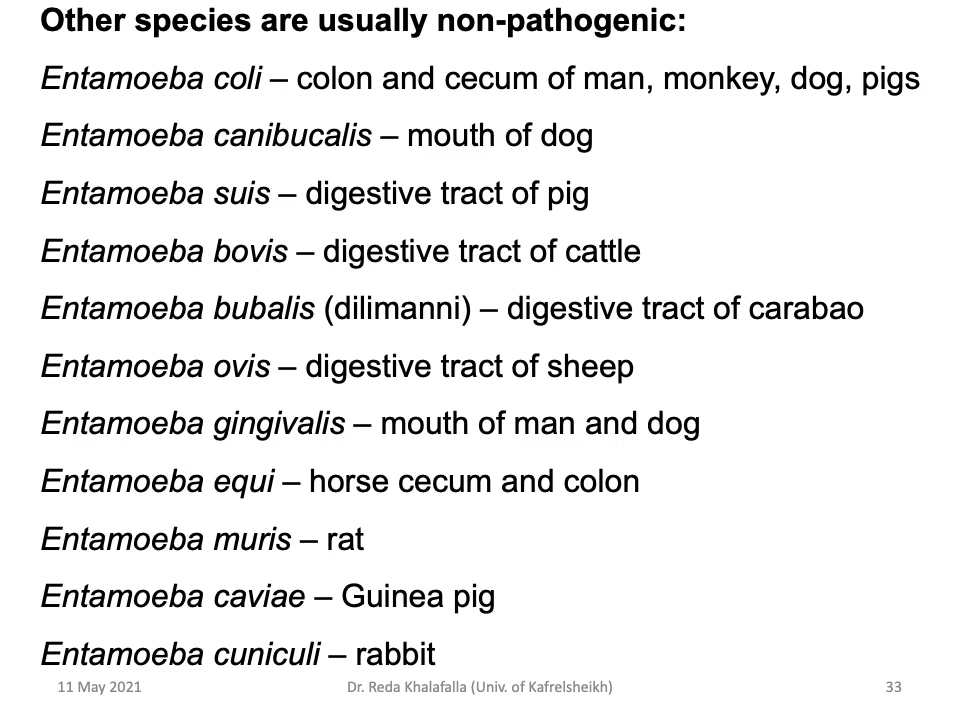 Other species are usually non-pathogenic:
Entamoeba coli – colon and cecum of man, monkey, dog, pigs
Entamoeba canibucalis – mouth of dog
Entamoeba suis – digestive tract of pig
Entamoeba bovis – digestive tract of cattle
Entamoeba bubalis (dilimanni) – digestive tract of carabao
Entamoeba ovis – digestive tract of sheep
Entamoeba gingivalis – mouth of man and dog
Entamoeba equi – horse cecum and colon
Entamoeba muris – rat
Entamoeba caviae – Guinea pig
Entamoeba cuniculi – rabbit
11 May 2021 Dr. Reda Khalafalla (Univ. of Kafrelsheikh) 33